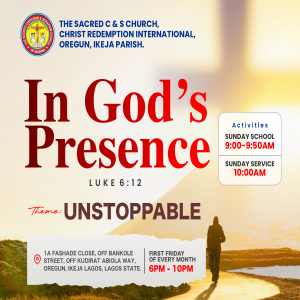 THE SACRED C & S CHURCH,
CHRIST REDEMPTION INTERNATIONAL,
OREGUN, IKEJA PARISH.
In God's
Presence
LUKE 6:12
Activities
SUNDAY SCHOOL
9:00-9:50AM
SUNDAY SERVICE
10:00AM
Theme: UNSTOPPABLE
1A FASHADE CLOSE, OFF BANKOLE
STREET, OFF KUDIRAT ABIOLA WAY,
OREGUN, IKEJA LAGOS, LAGOS STATE.
FIRST FRIDAY
OF EVERY MONTH
6PM - 10PM